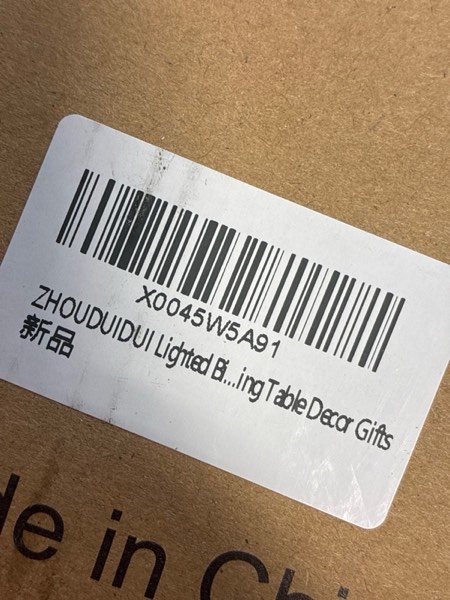 X0045W5A91
ZHOUDUIDUI Lighted Bi...ing Table Decor Gifts
新品
de in Chi